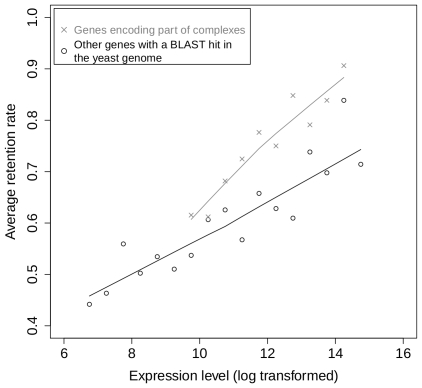 1.0
0.9
0.8
0.7
0.6
0.5
0.4
Average retention rate
Genes encoding part of complexes
Other genes with a BLAST hit in
the yeast genome
6 8 10 12 14 16
Expression level (log transformed)